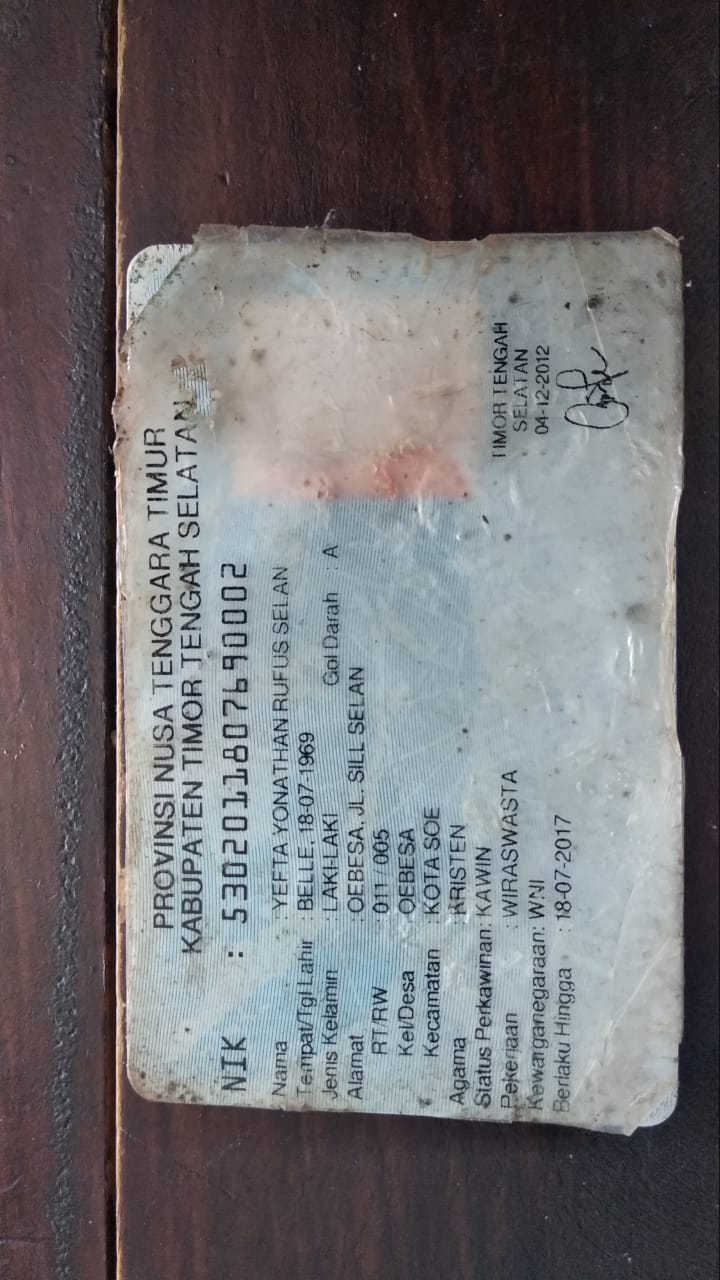 PROVINSI NUSA TENGGARA TIMUR
KABUPATEN TIMOR TENGAH SELATAN
NIK : 5302011807690002
Nama : YEFTA YONATHAN RUFUS SELAN
Tempat/Tgl Lahir : BELLE, 18-07-1969
Jenis Kelamin : LAKI-LAKI Gol Darah : A
Alamat : OEBESA, JL. SILL SELAN
RT/RW : 011 / 005
Kel/Desa : OEBESA
Kecamatan : KOTA SOE
Agama : KRISTEN
Status Perkawinan: KAWIN
Pekerjaan : WIRASWASTA
Kewarganegaraan: WNI
Berlaku Hingga : 18-07-2017
TIMOR TENGAH
SELATAN
04-12-2012